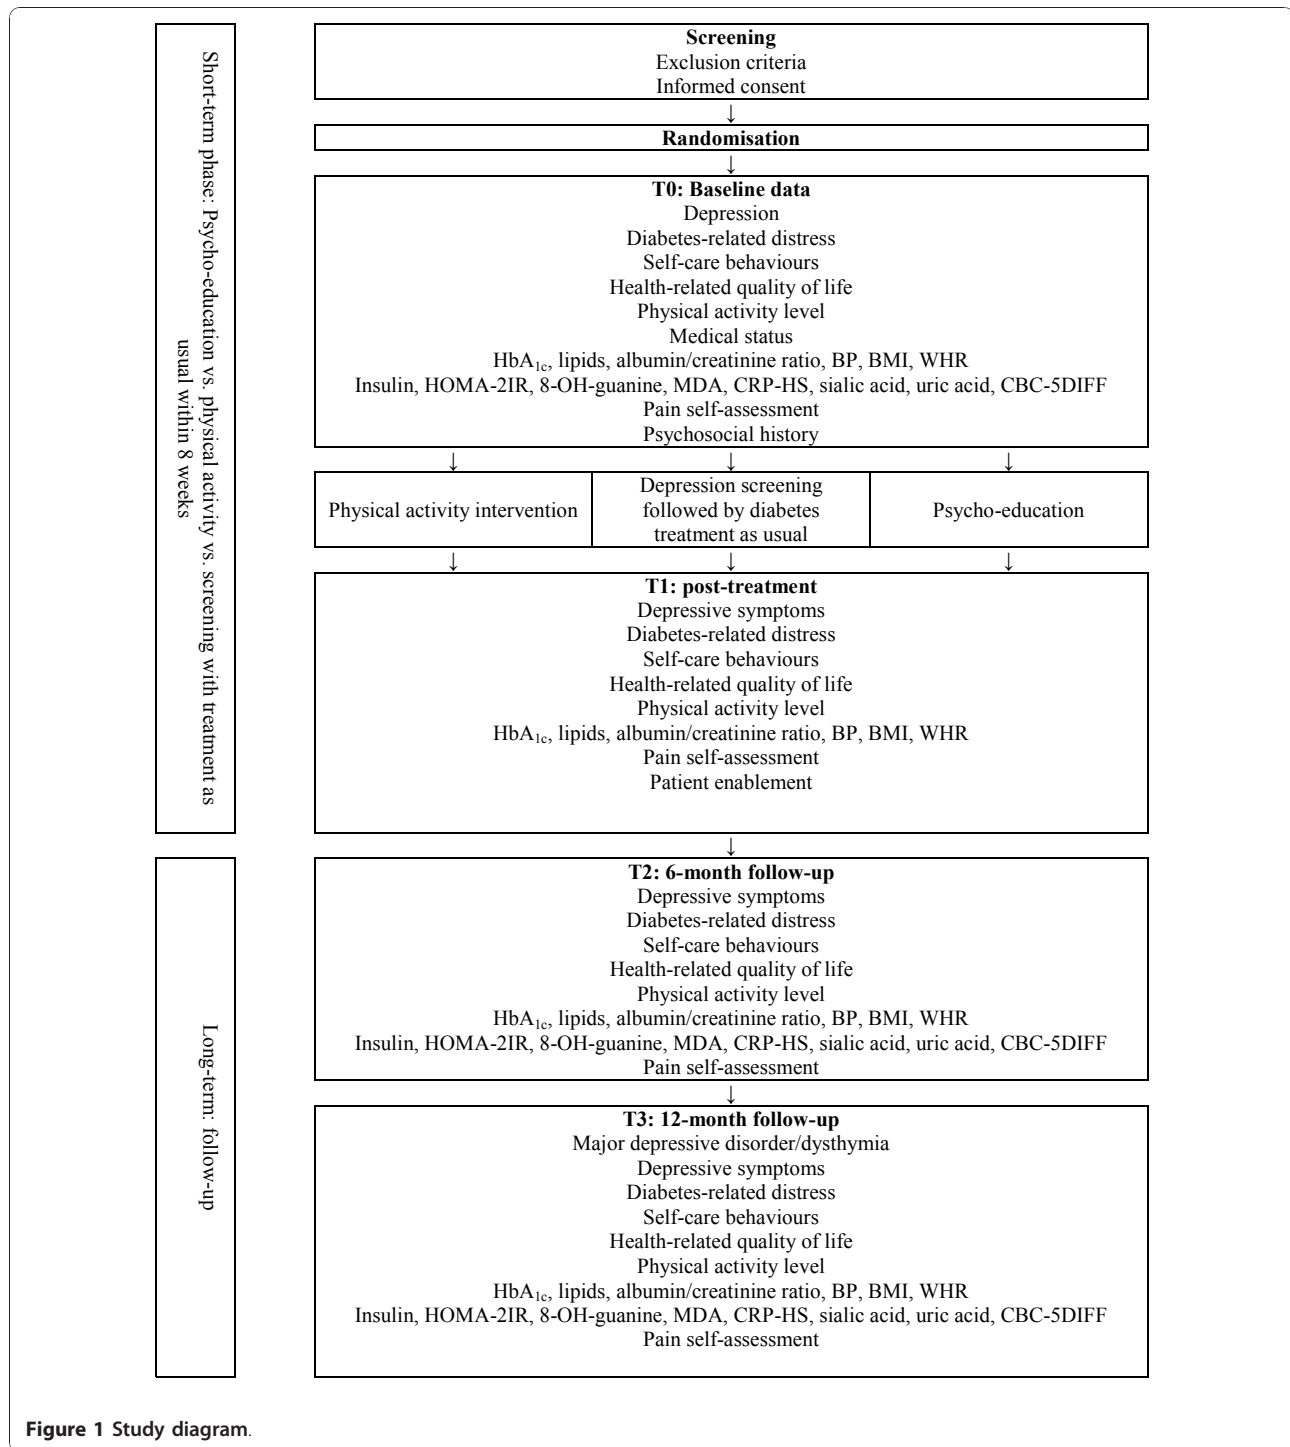 Short-term phase: Psycho-education vs. physical activity vs. screening with treatment as
usual within 8 weeks
Screening
Exclusion criteria
Informed consent
↓
Randomisation
↓
T0: Baseline data
Depression
Diabetes-related distress
Self-care behaviours
Health-related quality of life
Physical activity level
Medical status
HbA1c, lipids, albumin/creatinine ratio, BP, BMI, WHR
Insulin, HOMA-2IR, 8-OH-guanine, MDA, CRP-HS, sialic acid, uric acid, CBC-5DIFF
Pain self-assessment
Psychosocial history
↓ ↓ ↓
Physical activity intervention
Depression screening
followed by diabetes
treatment as usual
Psycho-education
↓ ↓ ↓
T1: post-treatment
Depressive symptoms
Diabetes-related distress
Self-care behaviours
Health-related quality of life
Physical activity level
HbA1c, lipids, albumin/creatinine ratio, BP, BMI, WHR
Pain self-assessment
Patient enablement
↓
Long-term: follow-up
T2: 6-month follow-up
Depressive symptoms
Diabetes-related distress
Self-care behaviours
Health-related quality of life
Physical activity level
HbA1c, lipids, albumin/creatinine ratio, BP, BMI, WHR
Insulin, HOMA-2IR, 8-OH-guanine, MDA, CRP-HS, sialic acid, uric acid, CBC-5DIFF
Pain self-assessment
↓
T3: 12-month follow-up
Major depressive disorder/dysthymia
Depressive symptoms
Diabetes-related distress
Self-care behaviours
Health-related quality of life
Physical activity level
HbA1c, lipids, albumin/creatinine ratio, BP, BMI, WHR
Insulin, HOMA-2IR, 8-OH-guanine, MDA, CRP-HS, sialic acid, uric acid, CBC-5DIFF
Pain self-assessment
Figure 1 Study diagram.